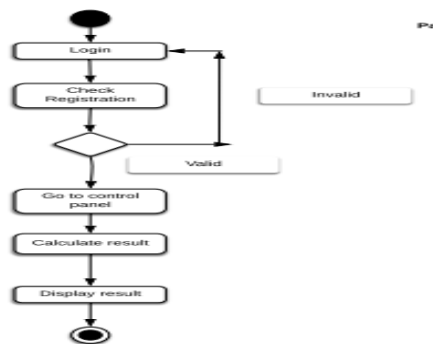 Login
Check
Registration
Invalid
Valid
Go to control
panel
Calculate result
Display result